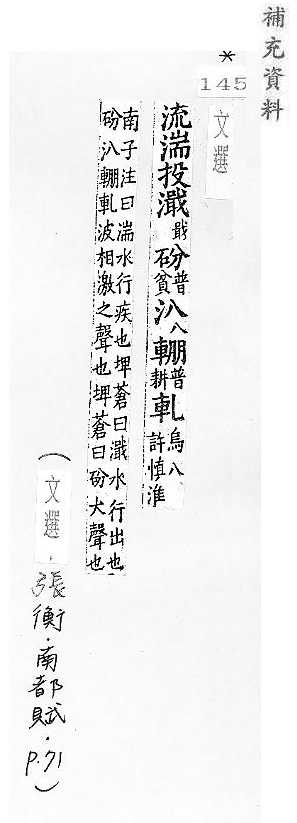 補充資料
*
145
文選
流湍投濈戢砏普貧汃八輣普耕軋烏八許慎淮
南子注曰湍水行疾也埤蒼曰濈水行出也
砏汃輣軋波相激之聲也埤蒼曰砏大聲也
(文選.張衡.南都賦.P.71)